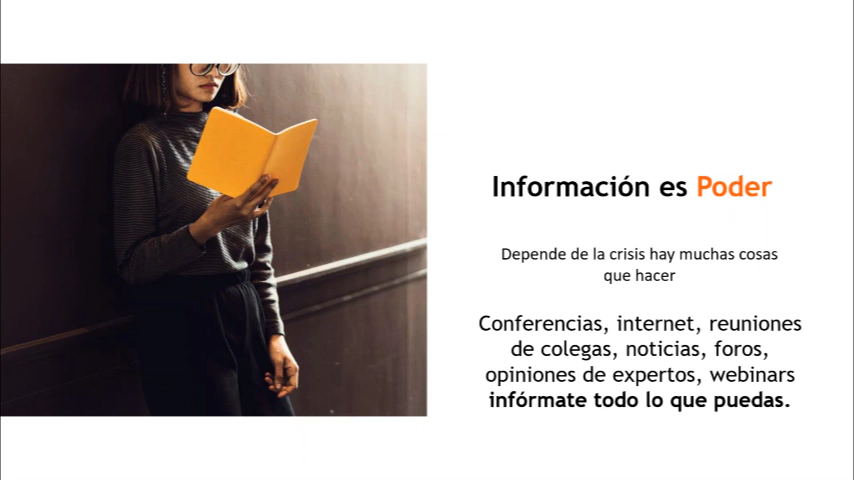 Información es Poder
Depende de la crisis hay muchas cosas
que hacer
Conferencias, internet, reuniones
de colegas, noticias, foros,
opiniones de expertos, webinars
infórmate todo lo que puedas.